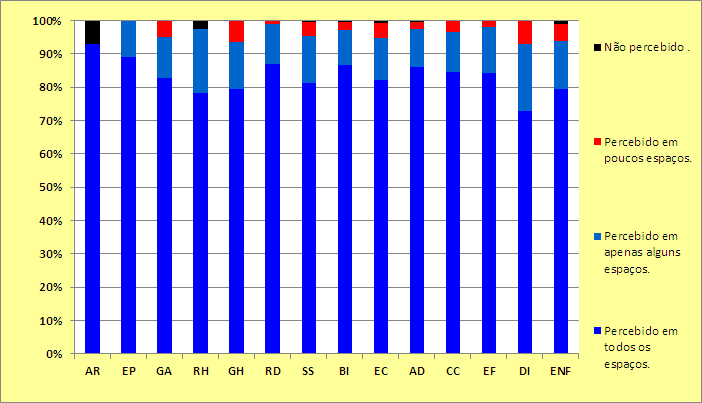 100%
90%
80%
70%
60%
50%
40%
30%
20%
10%
0%
AR EP GA RH GH RD SS BI EC AD CC EF DI ENF
Não percebido .
Percebido em
poucos espaços.
Percebido em
apenas alguns
espaços.
Percebido em
todos os
espaços.